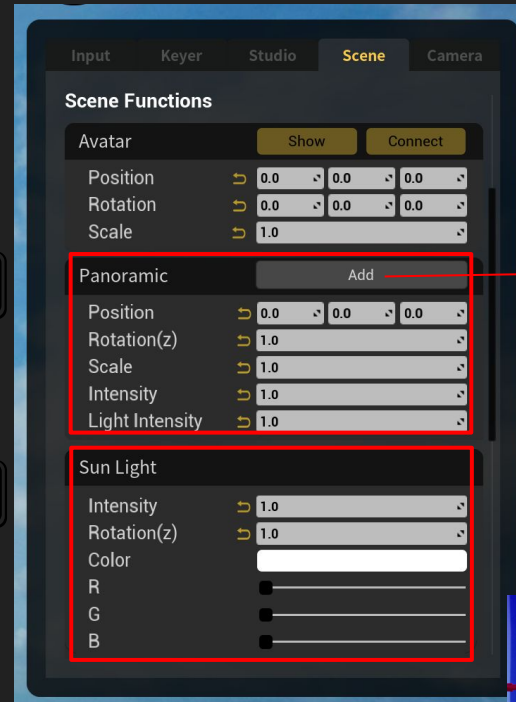 Input Keyer Studio Scene Camera
Scene Functions
Avatar Show Connect
Position 0.0 0.0 0.0
Rotation 0.0 0.0 0.0
Scale 1.0
Panoramic Add
Position 0.0 0.0 0.0
Rotation(z) 1.0
Scale 1.0
Intensity 1.0
Light Intensity 1.0
Sun Light
Intensity 1.0
Rotation(z) 1.0
Color
R
G
B